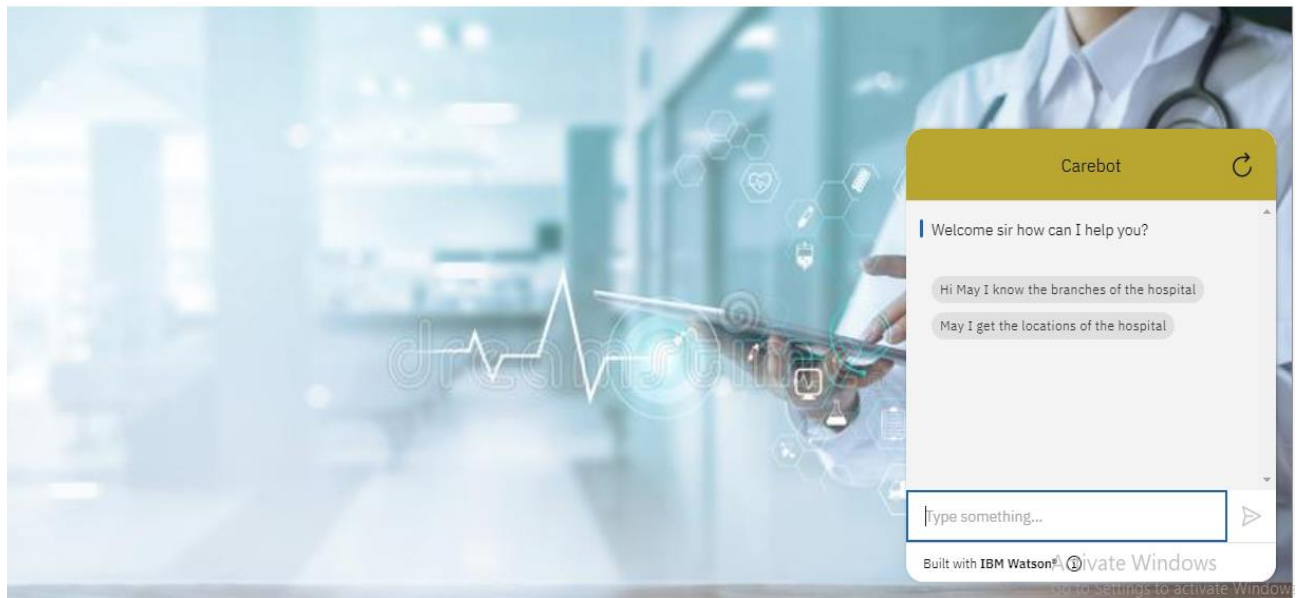 dreamstime
Carebot
Welcome sir how can I help you?
Hi May I know the branches of the hospital
May I get the locations of the hospital
Type something...
Built with IBM Watson®
Activate Windows
Go to Settings to activate Windows